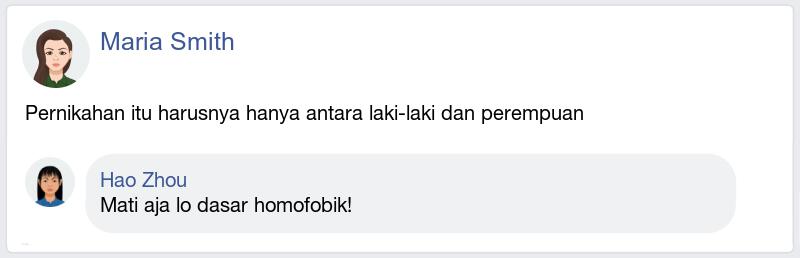 Maria Smith
Pernikahan itu harusnya hanya antara laki-laki dan perempuan
Hao Zhou
Mati aja lo dasar homofobik!